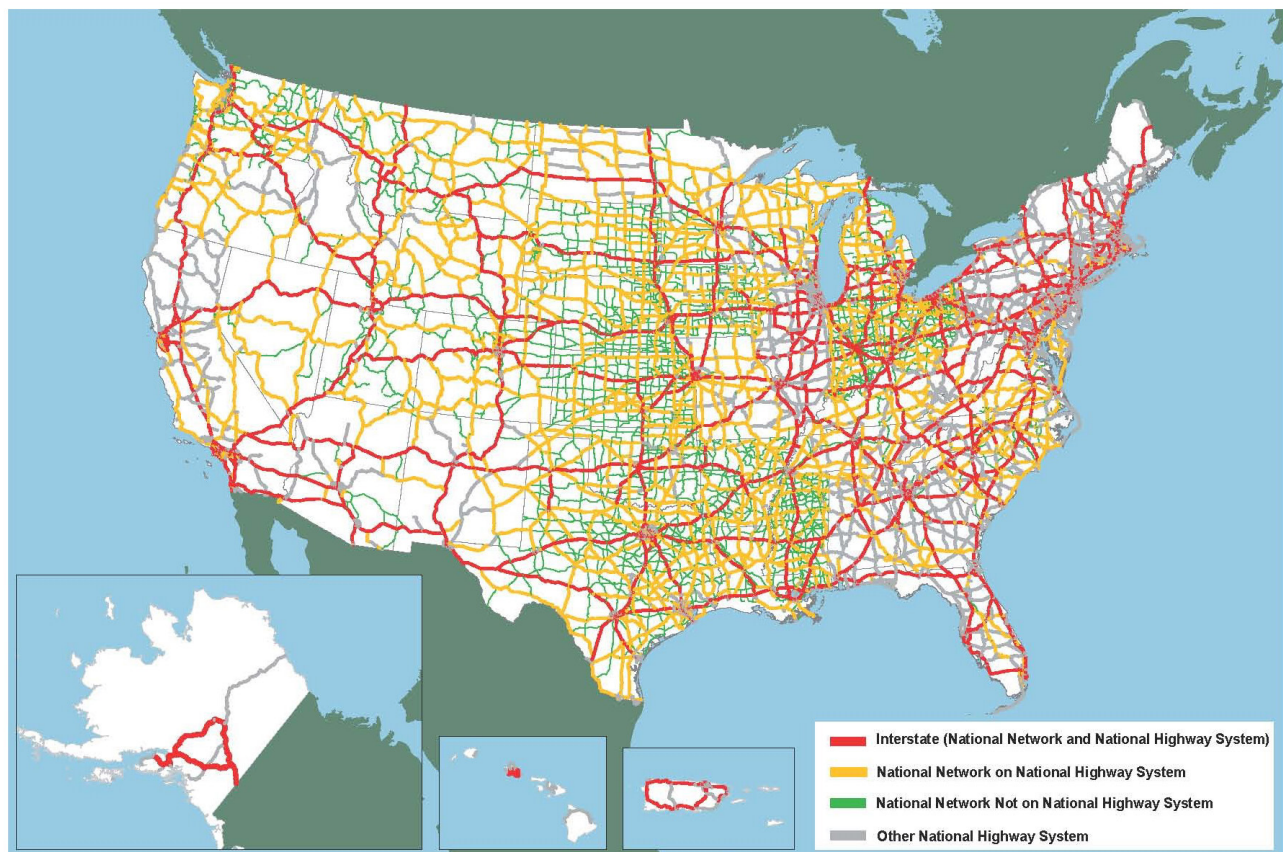 Interstate (National Network and National Highway System)
National Network on National Highway System
National Network Not on National Highway System
Other National Highway System